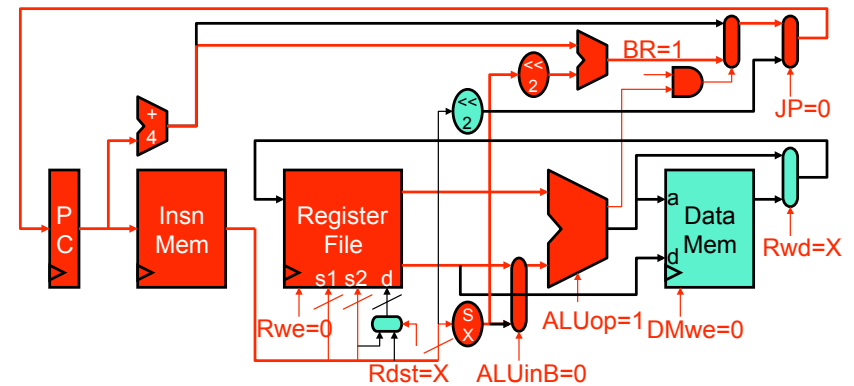 BR=1
<<
2
JP=0
<<
2
+
4
P
C
Insn
Mem
Register
File
s1 s2 d
a
d
Data
Mem
Rwd=X
Rwe=0
S
X
ALUop=1
DMwe=0
Rdst=X
ALUinB=0